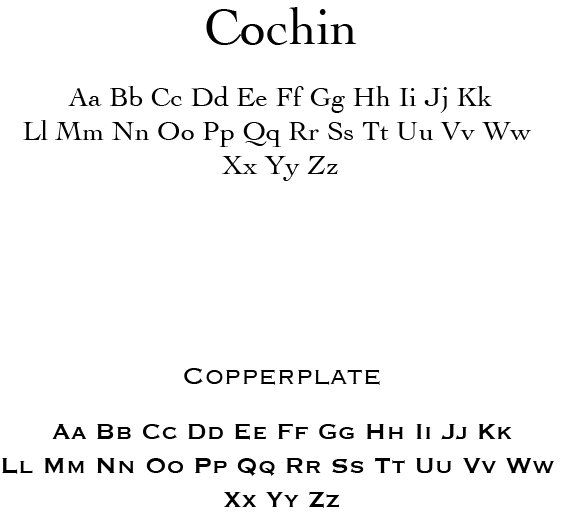 Cochin
Aa Bb Cc Dd Ee Ff Gg Hh Ii Jj Kk
Ll Mm Nn Oo Pp Qq Rr Ss Tt Uu Vv Ww
Xx Yy Zz
Copperplate
Aa Bb Cc Dd Ee Ff Gg Hh Ii Jj Kk
Ll Mm Nn Oo Pp Qq Rr Ss Tt Uu Vv Ww
Xx Yy Zz